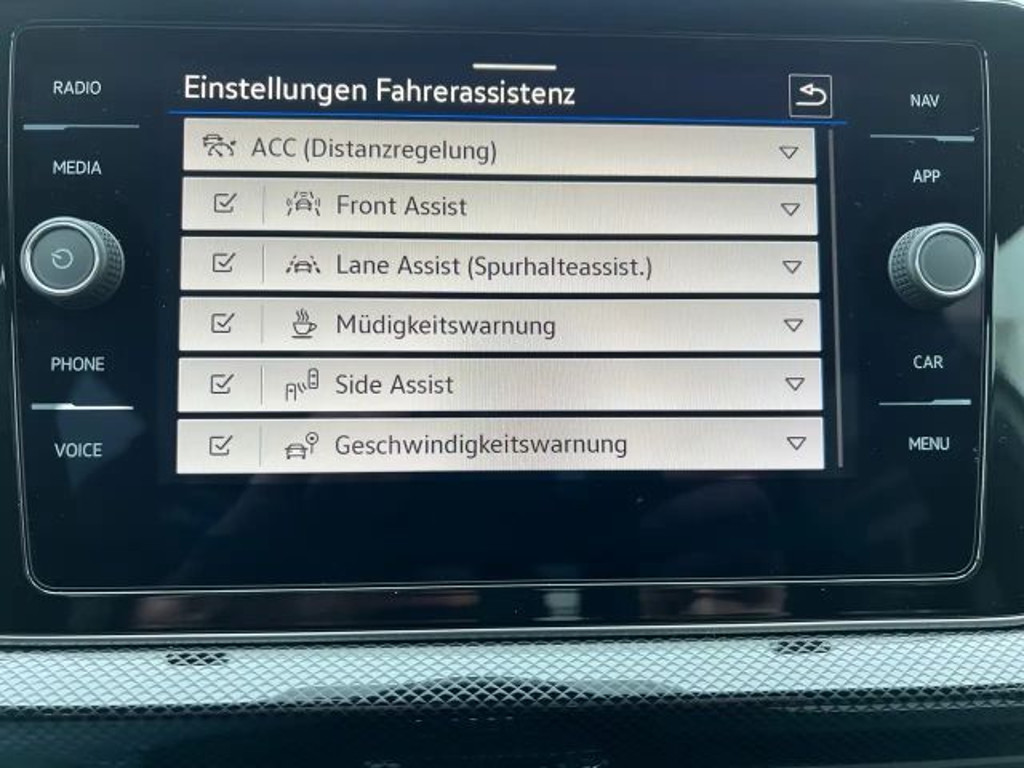 RADIO
MEDIA
PHONE
VOICE
Einstellungen Fahrerassistenz
ACC (Distanzregelung)
Front Assist
Lane Assist (Spurhalteassist.)
Müdigkeitswarnung
Side Assist
Geschwindigkeitswarnung
NAV
APP
CAR
MENU